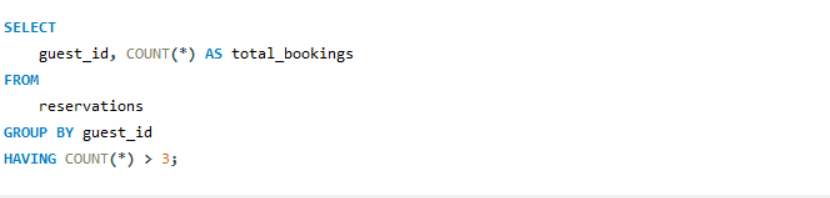 SELECT
guest_id, COUNT(*) AS total_bookings
FROM
reservations
GROUP BY guest_id
HAVING COUNT(*) > 3;